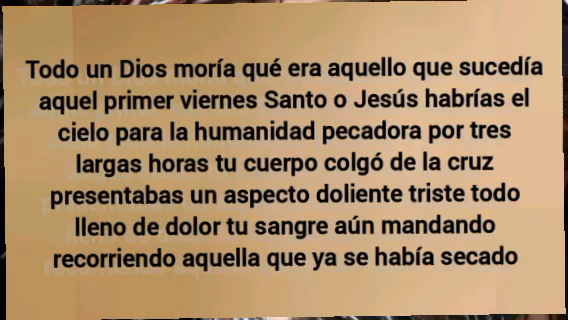 Todo un Dios moría qué era aquello que sucedía
aquel primer viernes Santo o Jesús habrías el
cielo para la humanidad pecadora por tres
largas horas tu cuerpo colgó de la cruz
presentabas un aspecto doliente triste todo
lleno de dolor tu sangre aún mandando
recorriendo aquella que ya se había secado